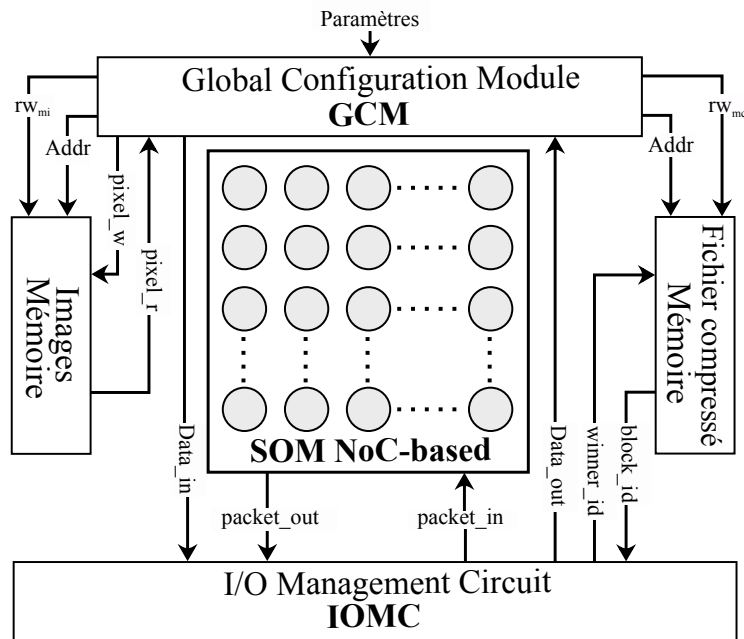 Paramètres
Global Configuration Module
GCM
rw_mi
rw_mc
Addr
Addr
pixel_w
pixel_r
Images
Mémoire
Fichier compressé
Mémoire
SOM NoC-based
Data_in
Data_out
winner_id
block_id
packet_out
packet_in
I/O Management Circuit
IOMC